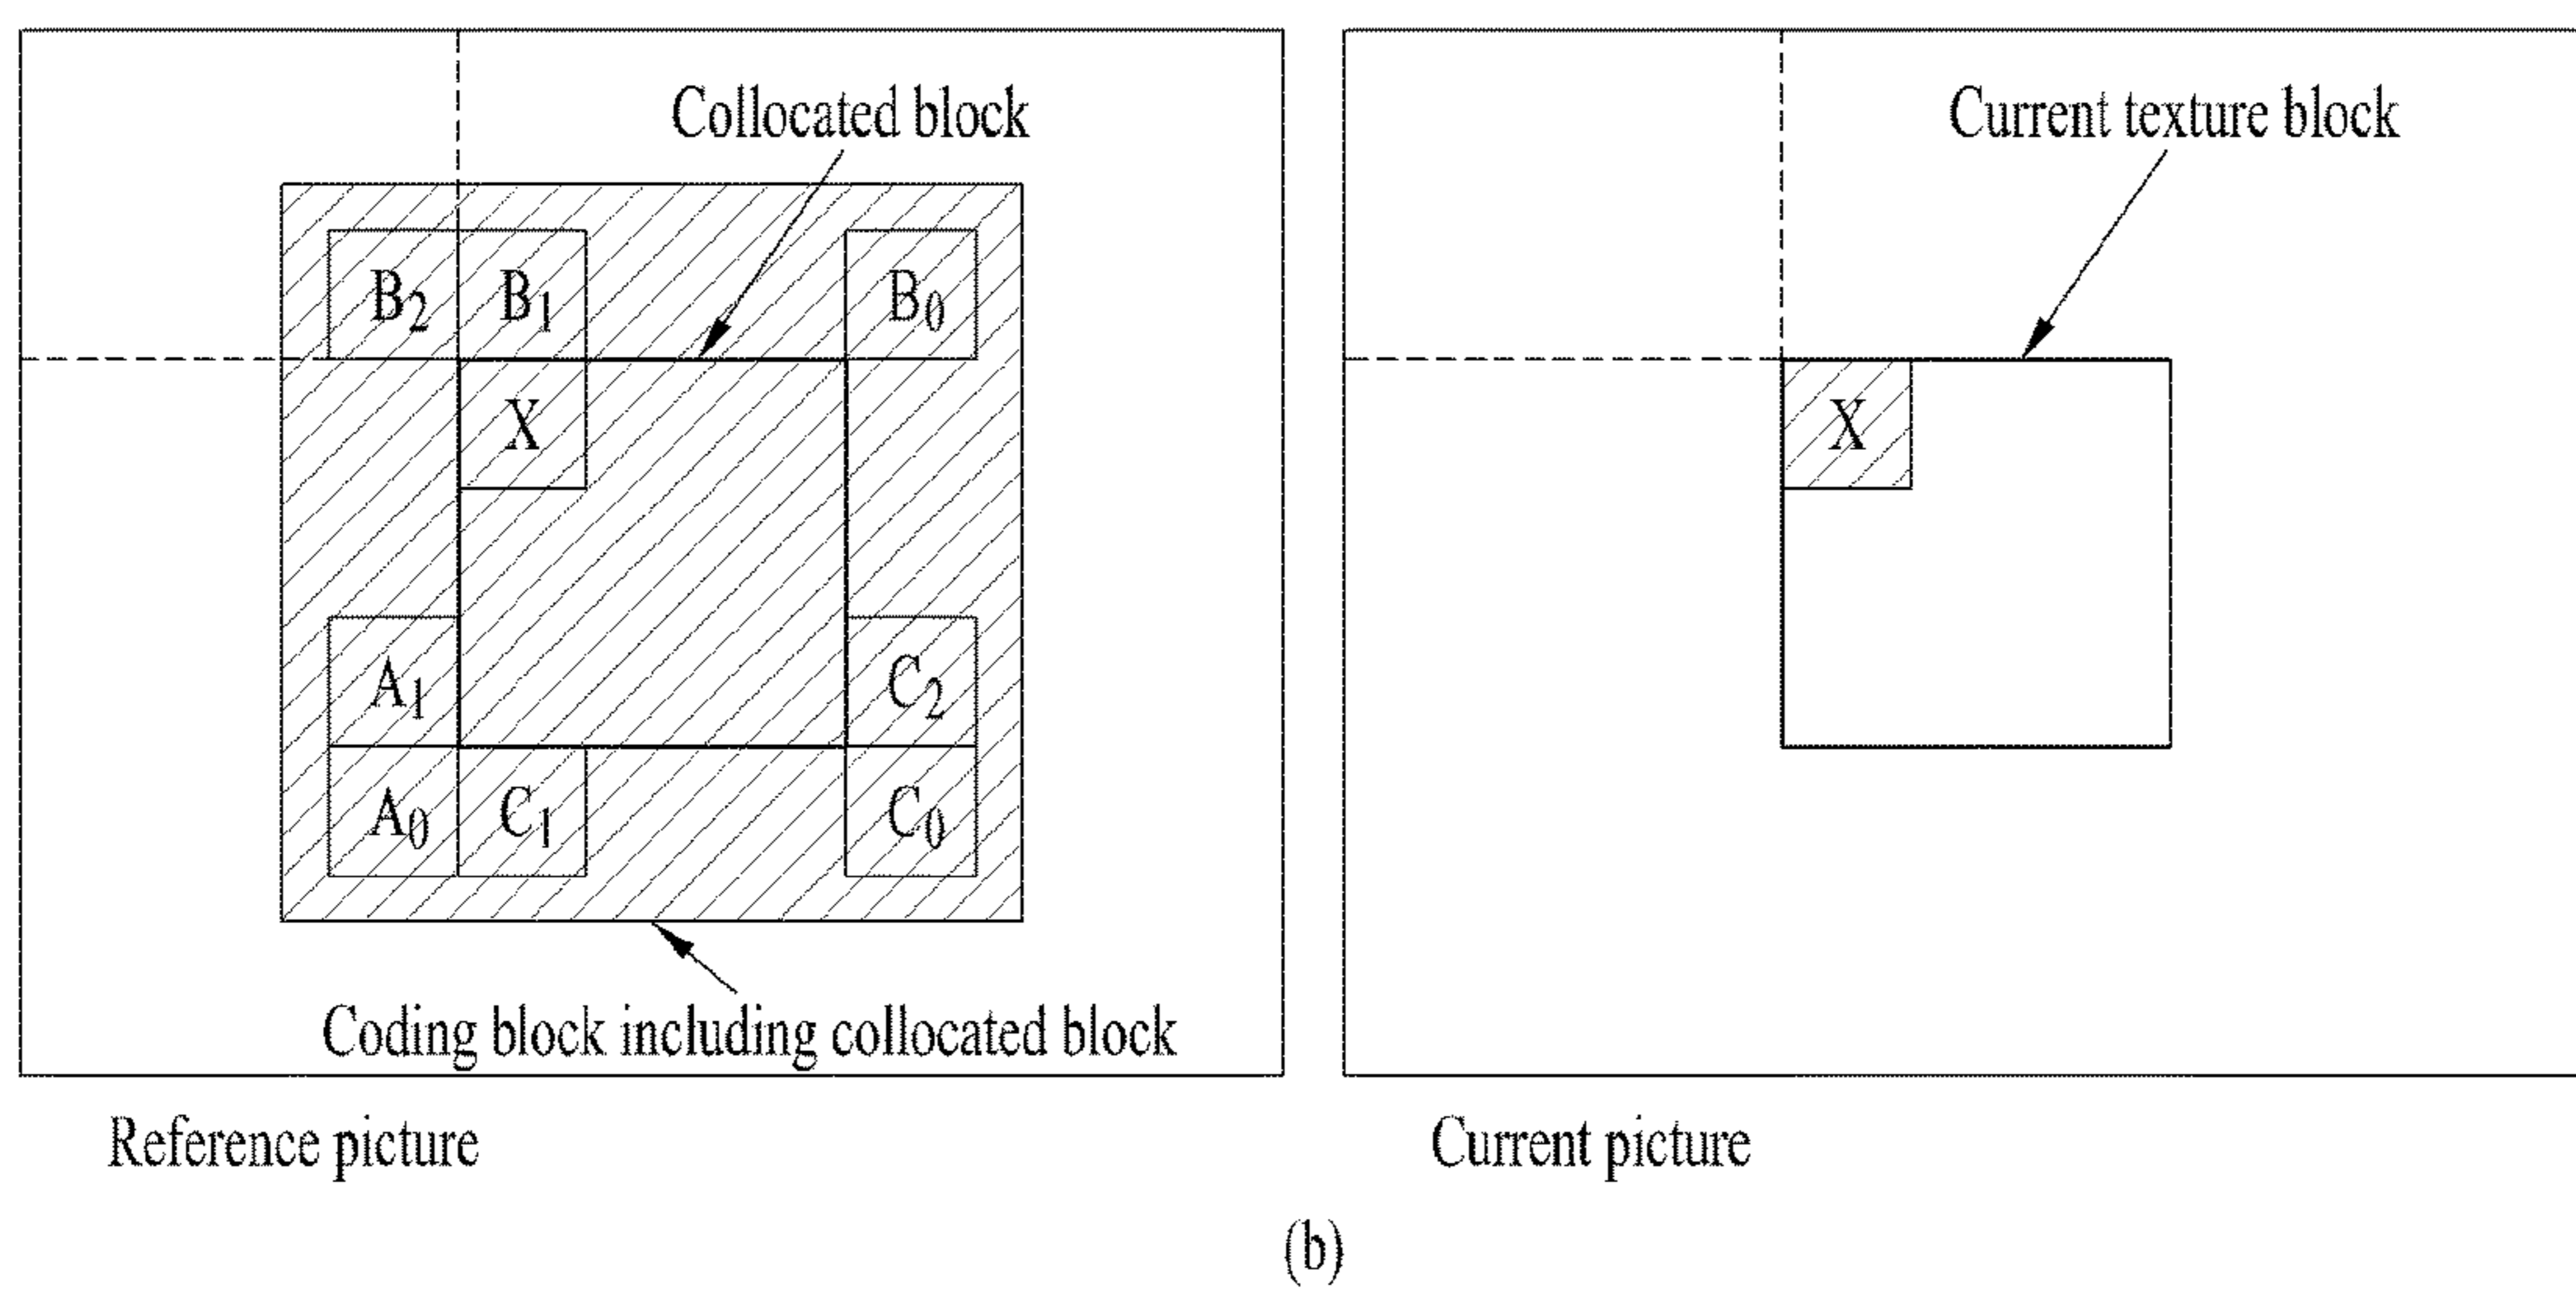 Collocated block
Current texture block
B2 B1 B0
X X
A1 C2
A0 C1 C0
Coding block including collocated block
Reference picture
Current picture
(b)